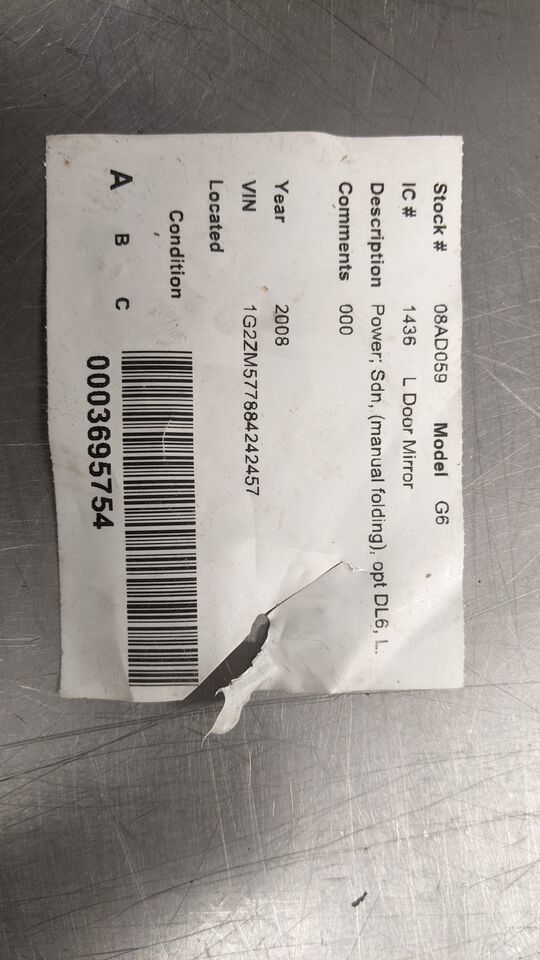 Stock # 08AD059 Model G6
IC # 1436 L Door Mirror
Description Power; Sdn, (manual folding), opt DL6, L.
Comments 000
Year 2008
VIN 1G2ZM577884242457
Located
Condition
A B C
0003695754